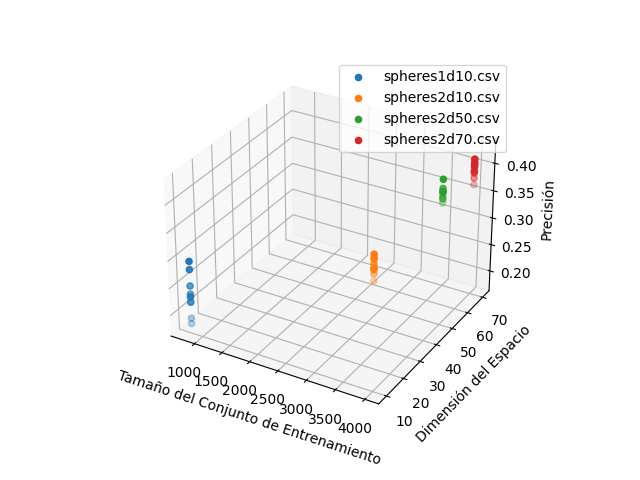 spheres1d10.csv
spheres2d10.csv
spheres2d50.csv
spheres2d70.csv
0.40
0.35
0.30
0.25
0.20
Precisión
70
60
50
40
30
20
10
Dimensión del Espacio
1000
1500
2000
2500
3000
3500
4000
Tamaño del Conjunto de Entrenamiento